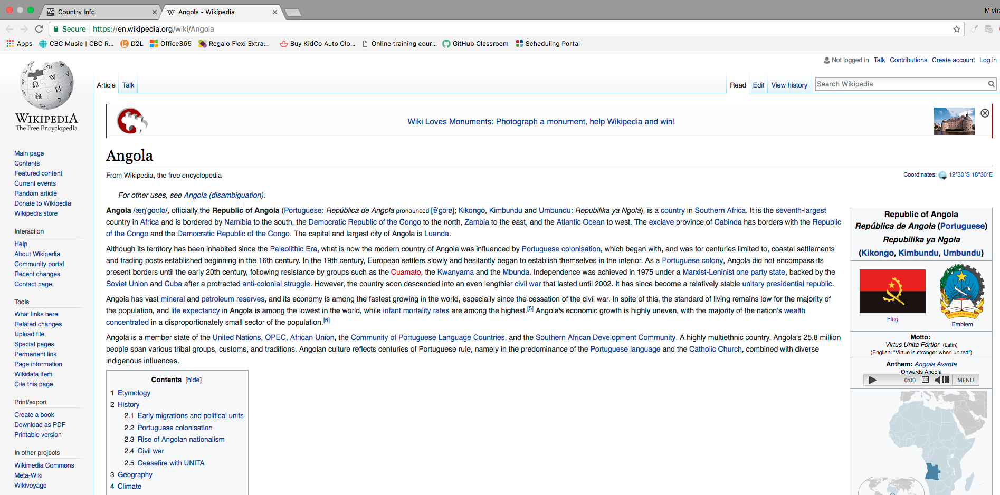 Country Info
Angola - Wikipedia
Micha
Secure
https://en.wikipedia.org/wiki/Angola
Apps
CBC Music | CBC R...
D2L
Office365
Regalo Flexi Extra...
Buy KidCo Auto Clo...
Online training cour...
GitHub Classroom
Scheduling Portal
Not logged in Talk Contributions Create account Log in
Article Talk
Read Edit View history Search Wikipedia
WIKIPEDIA
The Free Encyclopedia
Main page
Contents
Featured content
Current events
Random article
Donate to Wikipedia
Wikipedia store
Interaction
Help
About Wikipedia
Community portal
Recent changes
Contact page
Tools
What links here
Related changes
Upload file
Special pages
Permanent link
Page information
Wikidata item
Cite this page
Print/export
Create a book
Download as PDF
Printable version
In other projects
Wikimedia Commons
Meta-Wiki
Wikivoyage
Wiki Loves Monuments: Photograph a monument, help Wikipedia and win!
Angola
From Wikipedia, the free encyclopedia
Coordinates: 12°30′S 18°30′E
For other uses, see Angola (disambiguation).
Angola /æŋˈɡoʊlə/, officially the Republic of Angola (Portuguese: República de Angola pronounced [ɐ̃ˈɡɔlɐ]; Kikongo, Kimbundu and Umbundu: Republilika ya Ngola), is a country in Southern Africa. It is the seventh-largest
country in Africa and is bordered by Namibia to the south, the Democratic Republic of the Congo to the north, Zambia to the east, and the Atlantic Ocean to west. The exclave province of Cabinda has borders with the Republic
of the Congo and the Democratic Republic of the Congo. The capital and largest city of Angola is Luanda.
Although its territory has been inhabited since the Paleolithic Era, what is now the modern country of Angola was influenced by Portuguese colonisation, which began with, and was for centuries limited to, coastal settlements
and trading posts established beginning in the 16th century. In the 19th century, European settlers slowly and hesitantly began to establish themselves in the interior. As a Portuguese colony, Angola did not encompass its
present borders until the early 20th century, following resistance by groups such as the Cuamato, the Kwanyama and the Mbunda. Independence was achieved in 1975 under a Marxist-Leninist one party state, backed by the
Soviet Union and Cuba after a protracted anti-colonial struggle. However, the country soon descended into an even lengthier civil war that lasted until 2002. It has since become a relatively stable unitary presidential republic.
Angola has vast mineral and petroleum reserves, and its economy is among the fastest growing in the world, especially since the cessation of the civil war. In spite of this, the standard of living remains low for the majority of
the population, and life expectancy in Angola is among the lowest in the world, while infant mortality rates are among the highest.[5] Angola's economic growth is highly uneven, with the majority of the nation's wealth
concentrated in a disproportionately small sector of the population.[6]
Angola is a member state of the United Nations, OPEC, African Union, the Community of Portuguese Language Countries, and the Southern African Development Community. A highly multiethnic country, Angola's 25.8 million
people span various tribal groups, customs, and traditions. Angolan culture reflects centuries of Portuguese rule, namely in the predominance of the Portuguese language and the Catholic Church, combined with diverse
indigenous influences.
Contents [hide]
1 Etymology
2 History
2.1 Early migrations and political units
2.2 Portuguese colonisation
2.3 Rise of Angolan nationalism
2.4 Civil war
2.5 Ceasefire with UNITA
3 Geography
4 Climate
Republic of Angola
República de Angola (Portuguese)
Repubilika ya Ngola
(Kikongo, Kimbundu, Umbundu)
Flag
Emblem
Motto:
Virtus Unita Fortior (Latin)
(English: "Virtue is stronger when united")
Anthem: Angola Avante
Onwards Angola
0:00
CC
MENU